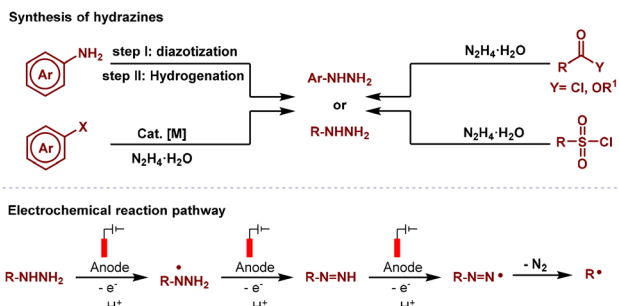 Synthesis of hydrazines
Ar
NH₂
step I: diazotization
step II: Hydrogenation
Ar-NHNH₂
or
R-NHNH₂
N₂H₄·H₂O
O
R
Y
Y= Cl, OR¹
Ar
X
Cat. [M]
N₂H₄·H₂O
N₂H₄·H₂O
O
R-S-Cl
O
Electrochemical reaction pathway
R-NHNH₂
Anode
- e⁻
- H⁺
R-ṄNH₂
Anode
- e⁻
- H⁺
R-N=NH
Anode
- e⁻
- H⁺
R-N=N•
- N₂
R•